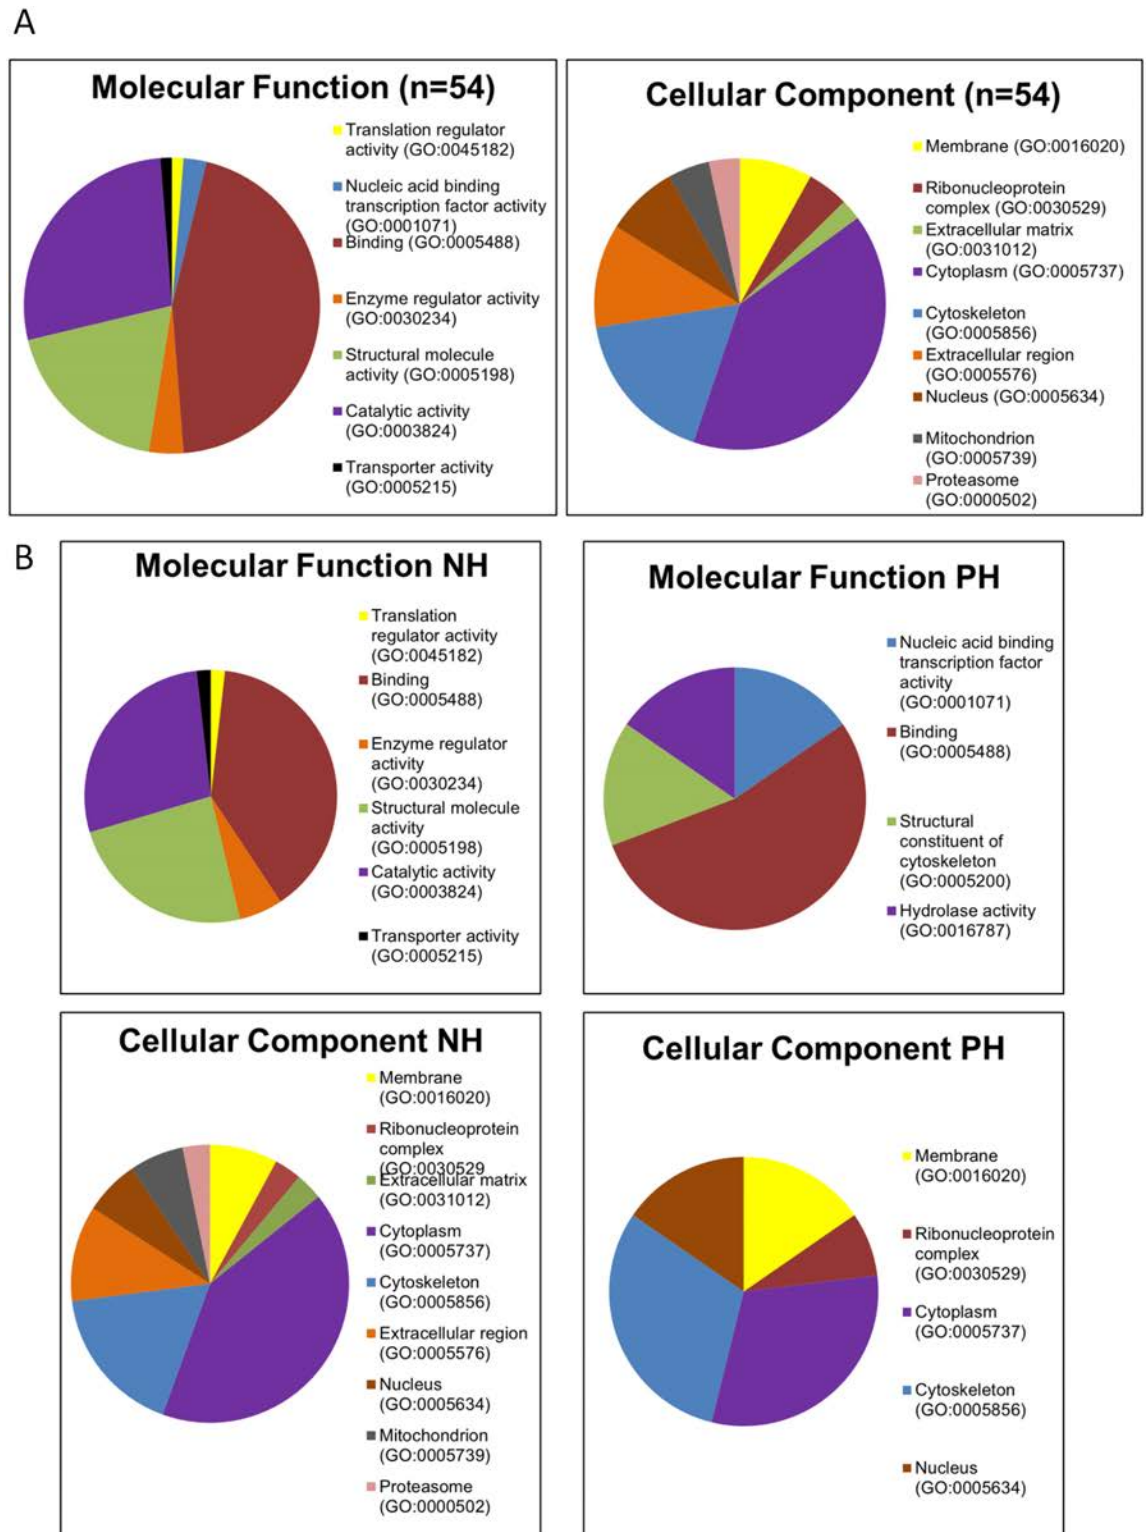 A
Molecular Function (n=54)
Translation regulator
activity (GO:0045182)
Nucleic acid binding
transcription factor activity
(GO:0001071)
Binding (GO:0005488)
Enzyme regulator activity
(GO:0030234)
Structural molecule
activity (GO:0005198)
Catalytic activity
(GO:0003824)
Transporter activity
(GO:0005215)
Cellular Component (n=54)
Membrane (GO:0016020)
Ribonucleoprotein
complex (GO:0030529)
Extracellular matrix
(GO:0031012)
Cytoplasm (GO:0005737)
Cytoskeleton
(GO:0005856)
Extracellular region
(GO:0005576)
Nucleus (GO:0005634)
Mitochondrion
(GO:0005739)
Proteasome
(GO:0000502)
B
Molecular Function NH
Translation
regulator activity
(GO:0045182)
Binding
(GO:0005488)
Enzyme regulator
activity
(GO:0030234)
Structural molecule
activity
(GO:0005198)
Catalytic activity
(GO:0003824)
Transporter activity
(GO:0005215)
Molecular Function PH
Nucleic acid binding
transcription factor
activity
(GO:0001071)
Binding
(GO:0005488)
Structural
constituent of
cytoskeleton
(GO:0005200)
Hydrolase activity
(GO:0016787)
Cellular Component NH
Membrane
(GO:0016020)
Ribonucleoprotein
complex
(GO:0030529
Extracellular matrix
(GO:0031012)
Cytoplasm
(GO:0005737)
Cytoskeleton
(GO:0005856)
Extracellular region
(GO:0005576)
Nucleus
(GO:0005634)
Mitochondrion
(GO:0005739)
Proteasome
(GO:0000502)
Cellular Component PH
Membrane
(GO:0016020)
Ribonucleoprotein
complex
(GO:0030529)
Cytoplasm
(GO:0005737)
Cytoskeleton
(GO:0005856)
Nucleus
(GO:0005634)